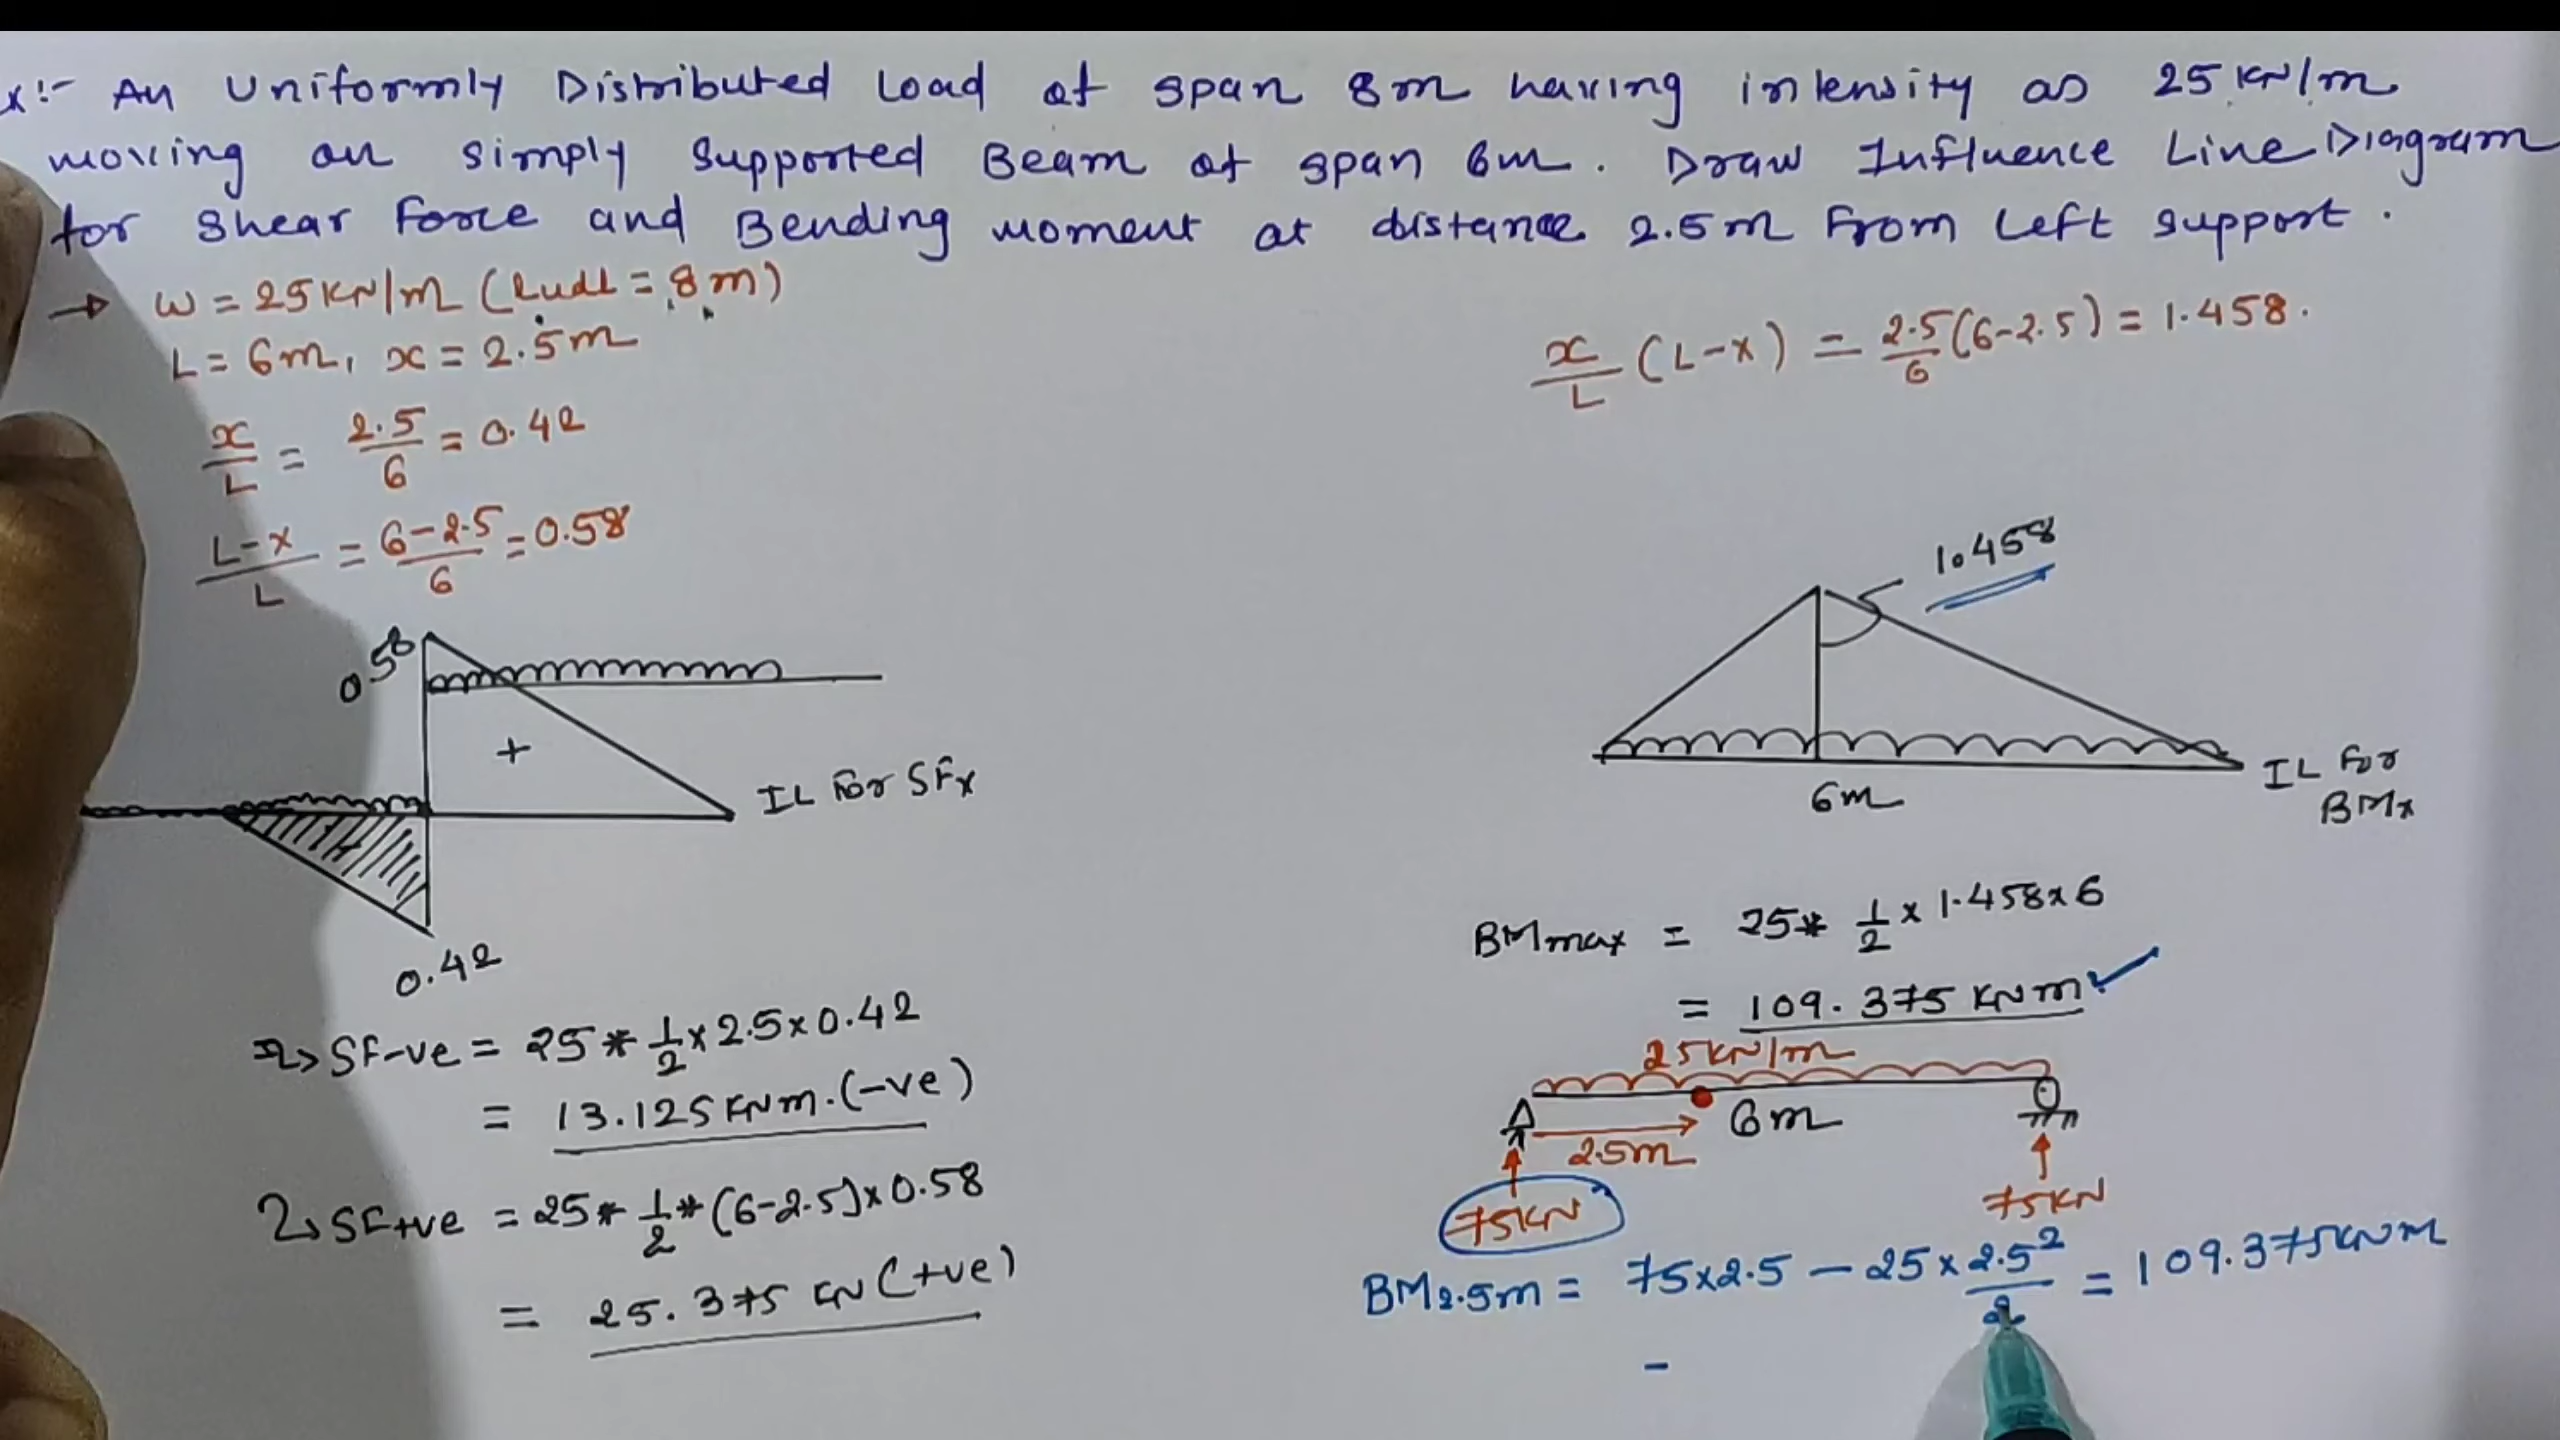 x:- An Uniformly Distributed Load of span 8m having intensity as 25 KN/m
moving on simply supported Beam of span 6m. Draw Influence Line Diagram
for Shear Force and Bending moment at distance 2.5m From Left support.
→ W = 25 KN/m (Ludl = 8m)
L = 6m, x = 2.5m
x/L = 2.5/6 = 0.42
L-x/L = 6-2.5/6 = 0.58
x/L (L-x) = 2.5/6 (6-2.5) = 1.458.
0.58
+
IL For SFx
0.42
1.458
6m
IL For
BMx
SF-ve = 25 * 1/2 x 2.5 x 0.42
= 13.125 KNm. (-ve)
SF+ve = 25 * 1/2 * (6-2.5) x 0.58
= 25.375 KN (+ve)
BMmax = 25 * 1/2 x 1.458 x 6
= 109.375 KNm ✓
25KN/m
6m
2.5m
75KN
75KN
BM2.5m = 75x2.5 - 25 x 2.5²/2 = 109.375KNm
-